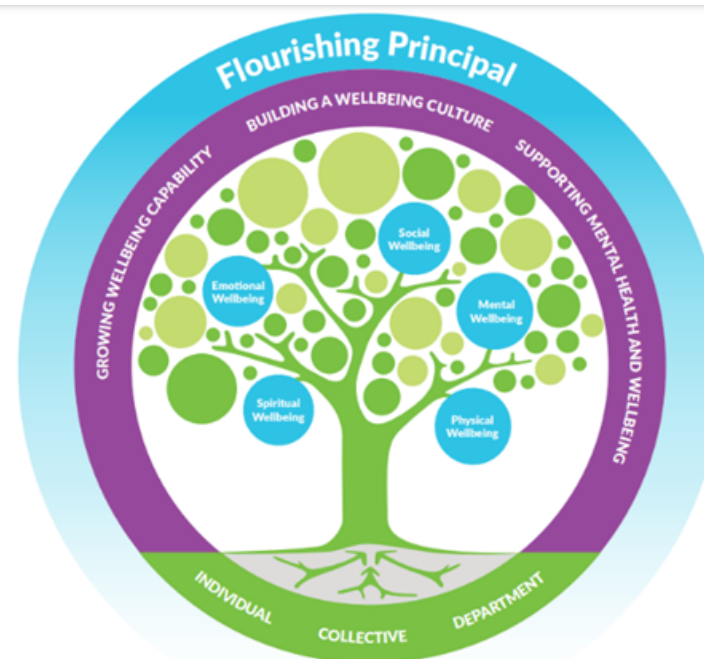 Flourishing Principal
BUILDING A WELLBEING CULTURE
GROWING WELLBEING CAPABILITY
SUPPORTING MENTAL HEALTH AND WELLBEING
Social
Wellbeing
Emotional
Wellbeing
Mental
Wellbeing
Spiritual
Wellbeing
Physical
Wellbeing
INDIVIDUAL
COLLECTIVE
DEPARTMENT